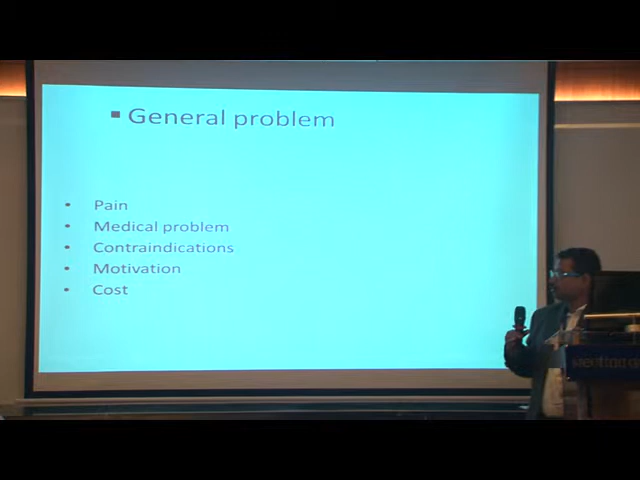 ▪ General problem
• Pain
• Medical problem
• Contraindications
• Motivation
• Cost